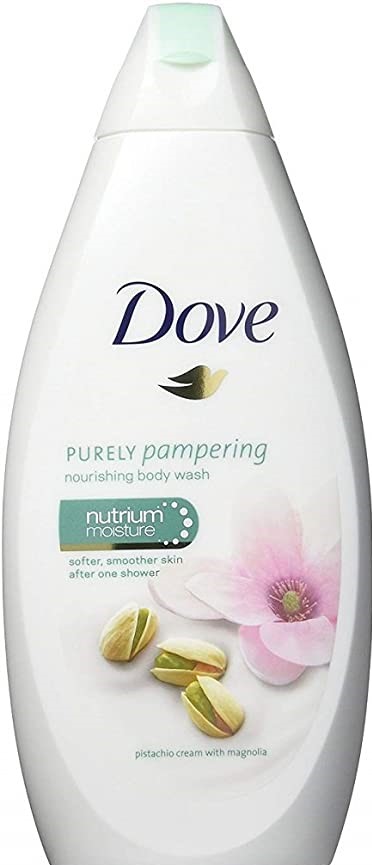 Dove
PURELY pampering
nourishing body wash
nutrium
moisture
softer, smoother skin
after one shower
pistachio cream with magnolia